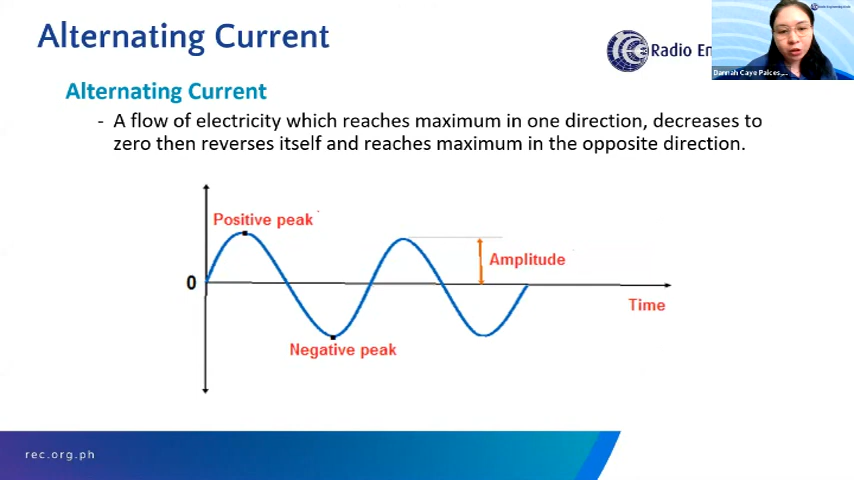 Alternating Current
Radio En
Dannah Caye Palces,...
Alternating Current
- A flow of electricity which reaches maximum in one direction, decreases to
zero then reverses itself and reaches maximum in the opposite direction.
Positive peak
Amplitude
0
Time
Negative peak
rec.org.ph